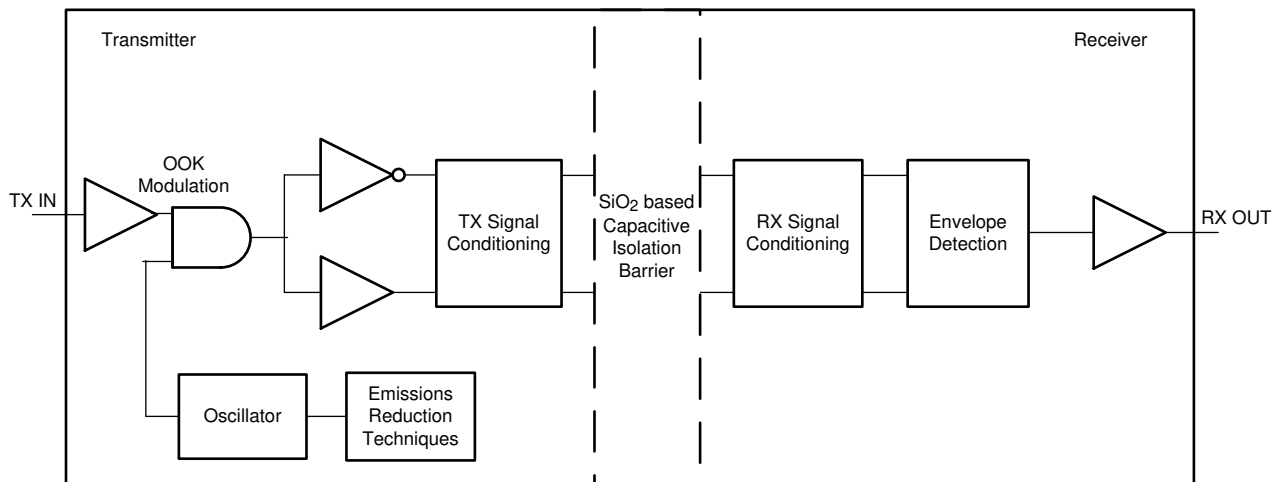 Transmitter
Receiver
OOK
Modulation
TX IN
TX Signal
Conditioning
SiO2 based
Capacitive
Isolation
Barrier
RX Signal
Conditioning
Envelope
Detection
RX OUT
Oscillator
Emissions
Reduction
Techniques